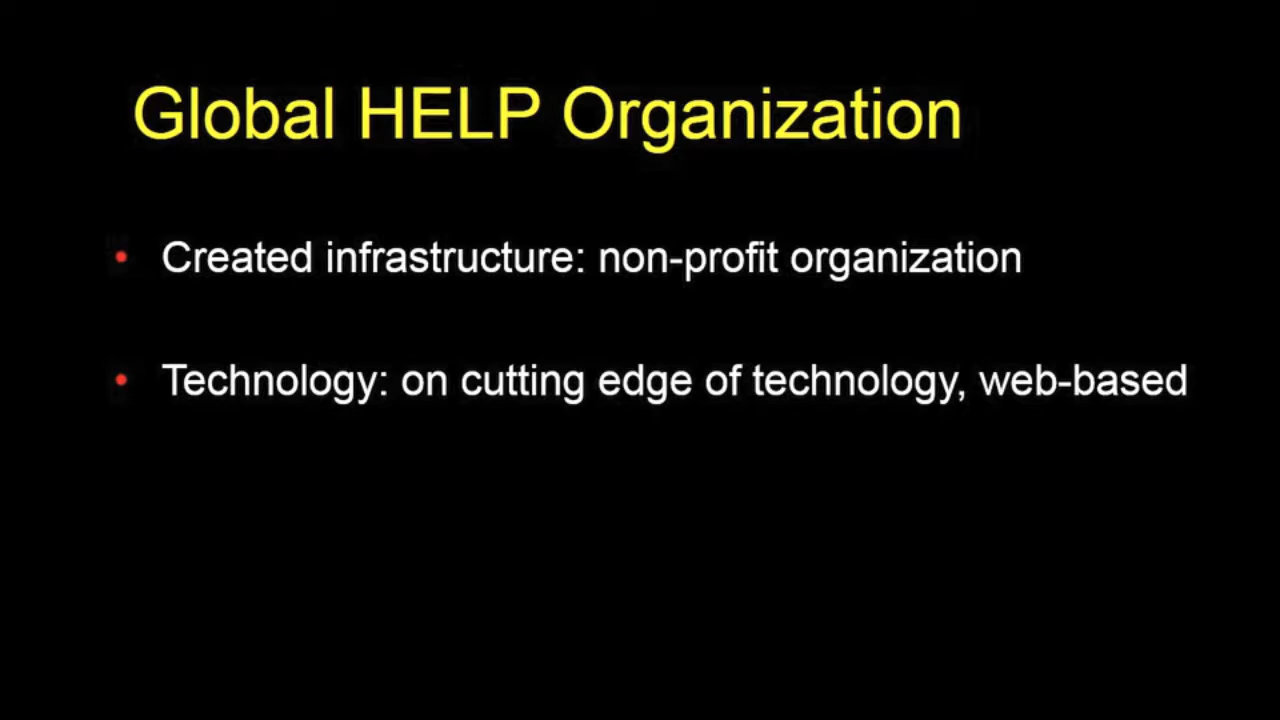 Global HELP Organization
• Created infrastructure: non-profit organization
• Technology: on cutting edge of technology, web-based